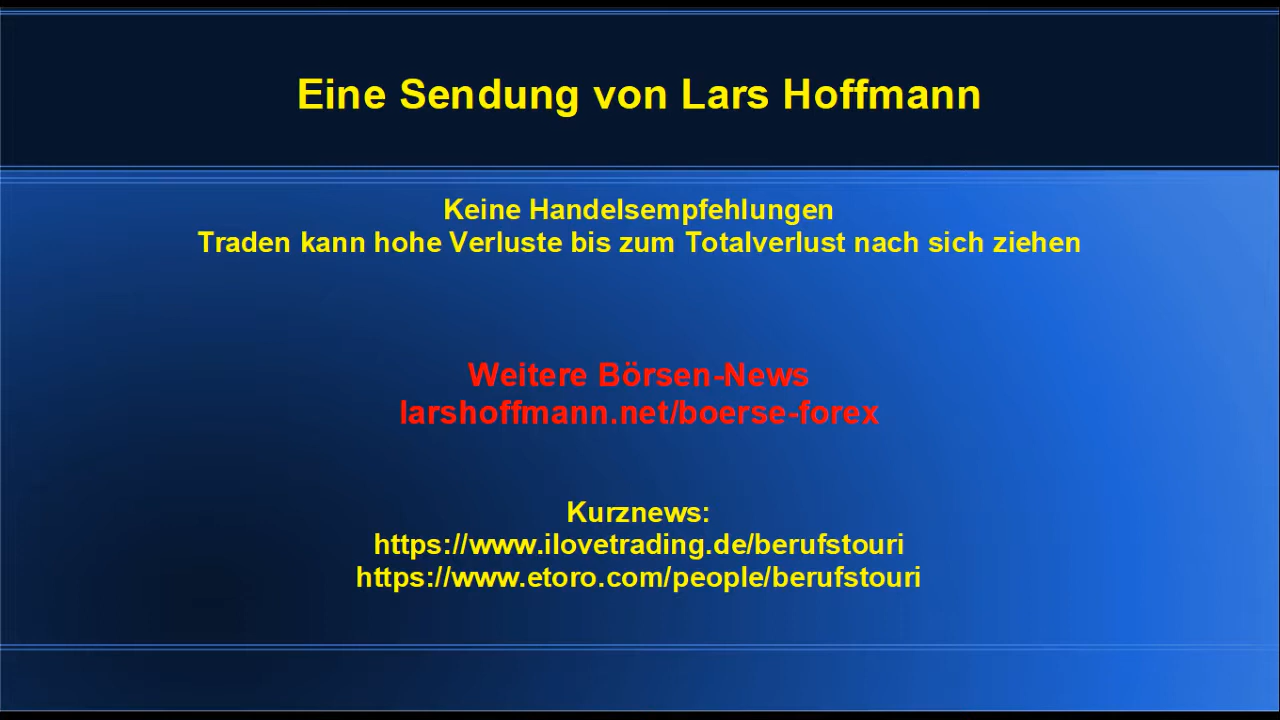 Eine Sendung von Lars Hoffmann
Keine Handelsempfehlungen
Traden kann hohe Verluste bis zum Totalverlust nach sich ziehen
Weitere Börsen-News
larshoffmann.net/boerse-forex
Kurznews:
https://www.ilovetrading.de/berufstouri
https://www.etoro.com/people/berufstouri